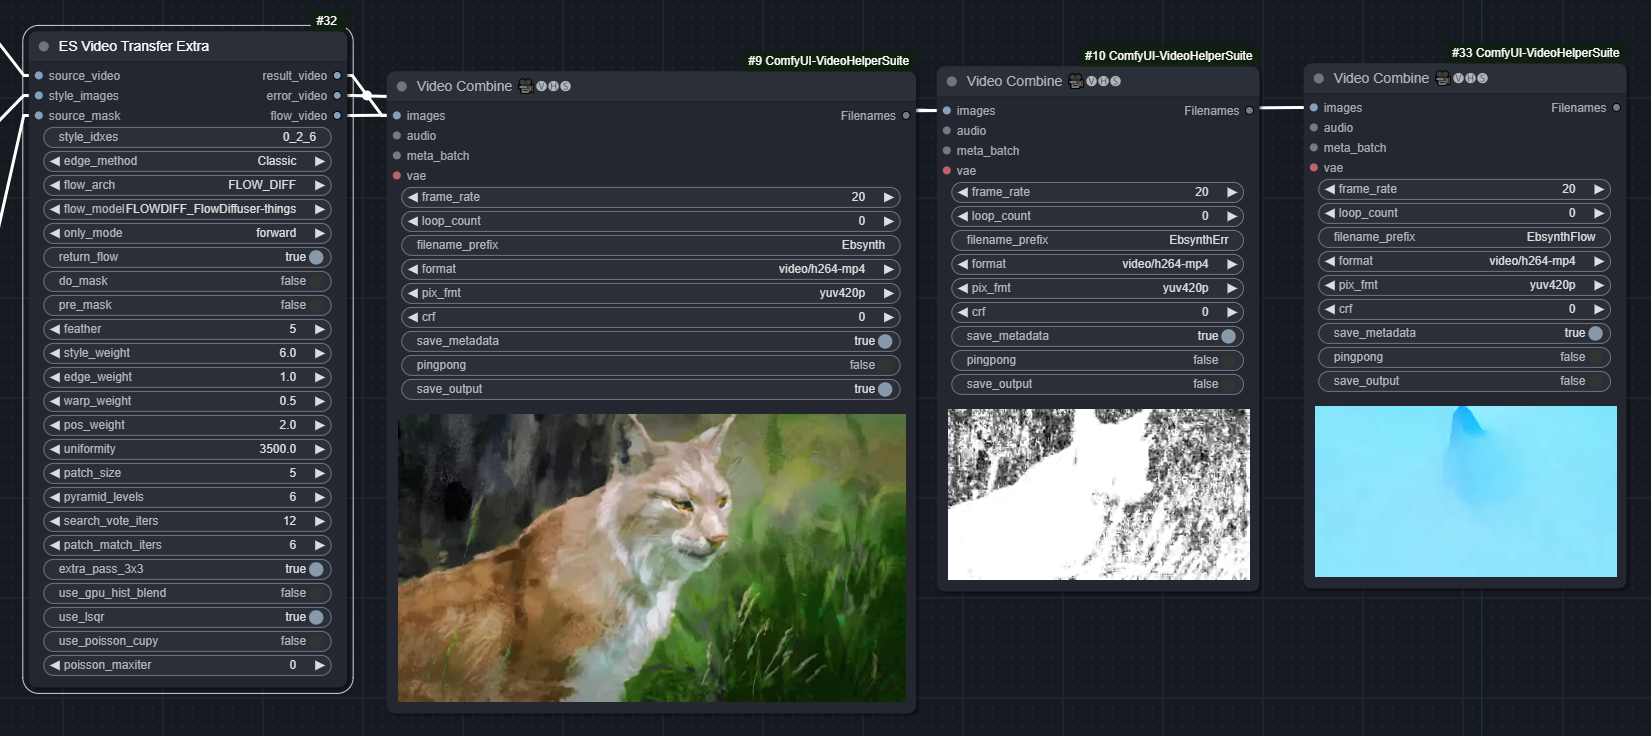 #32
ES Video Transfer Extra
source_video result_video
style_images error_video
source_mask flow_video
style_idxes 0_2_6
edge_method Classic
flow_arch FLOW_DIFF
flow_model FLOWDIFF_FlowDiffuser-things
only_mode forward
return_flow true
do_mask false
pre_mask false
feather 5
style_weight 6.0
edge_weight 1.0
warp_weight 0.5
pos_weight 2.0
uniformity 3500.0
patch_size 5
pyramid_levels 6
search_vote_iters 12
patch_match_iters 6
extra_pass_3x3 true
use_gpu_hist_blend false
use_lsqr true
use_poisson_cupy false
poisson_maxiter 0
#9 ComfyUI-VideoHelperSuite
Video Combine 🎥🅥🅗🅢
images Filenames
audio
meta_batch
vae
frame_rate 20
loop_count 0
filename_prefix Ebsynth
format video/h264-mp4
pix_fmt yuv420p
crf 0
save_metadata true
pingpong false
save_output true
#10 ComfyUI-VideoHelperSuite
Video Combine 🎥🅥🅗🅢
images Filenames
audio
meta_batch
vae
frame_rate 20
loop_count 0
filename_prefix EbsynthErr
format video/h264-mp4
pix_fmt yuv420p
crf 0
save_metadata true
pingpong false
save_output false
#33 ComfyUI-VideoHelperSuite
Video Combine 🎥🅥🅗🅢
images Filenames
audio
meta_batch
vae
frame_rate 20
loop_count 0
filename_prefix EbsynthFlow
format video/h264-mp4
pix_fmt yuv420p
crf 0
save_metadata true
pingpong false
save_output false